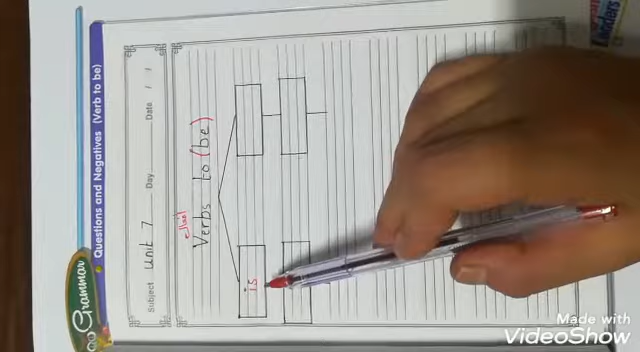 Grammar
Questions and Negatives (Verb to be)
Subject Unit 7 Day Date / /
Verbs to (be)
is
Made with
VideoShow